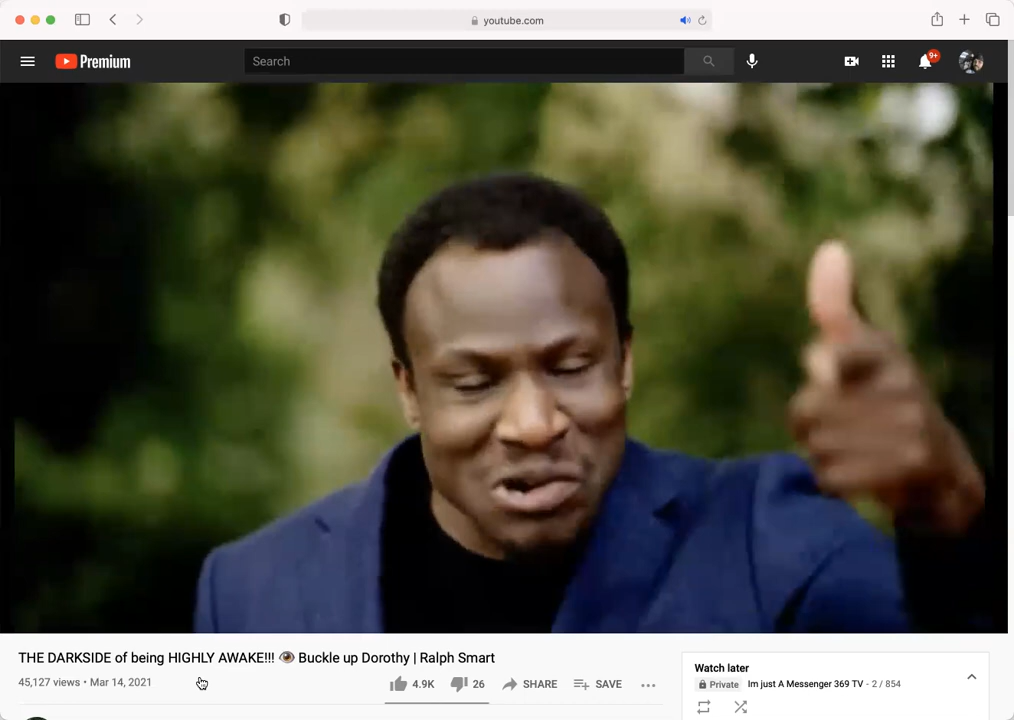 youtube.com
Premium
Search
9+
THE DARKSIDE of being HIGHLY AWAKE!!! 👁 Buckle up Dorothy | Ralph Smart
45,127 views • Mar 14, 2021
4.9K
26
SHARE
SAVE
Watch later
Private
Im just A Messenger 369 TV - 2 / 854